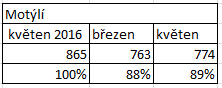 Motýlí
květen 2016 březen květen
865 763 774
100% 88% 89%